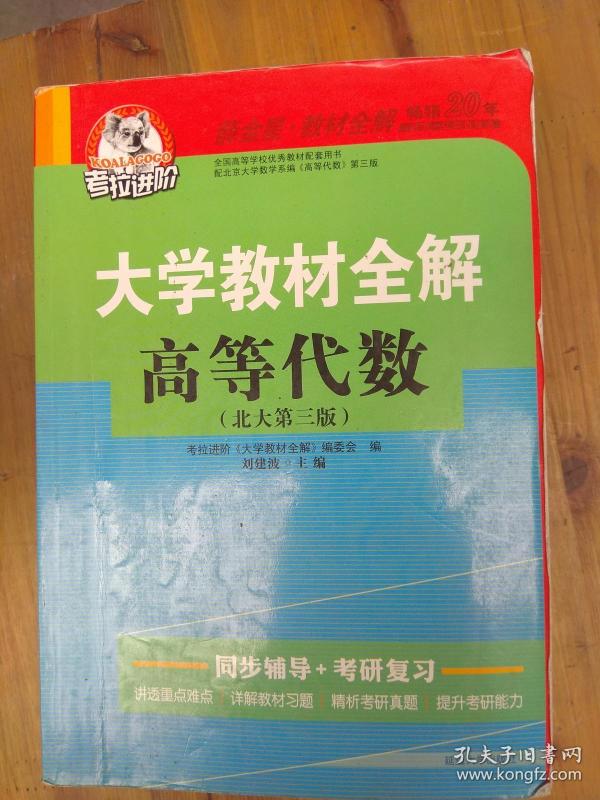 薛金星·教材全解 畅销20年
KOALAGOGO
考拉进阶
全国高等学校优秀教材配套用书
配北京大学数学系编《高等代数》第三版
大学教材全解
高等代数
(北大第三版)
考拉进阶《大学教材全解》编委会 编
刘建波 主编
同步辅导+考研复习
讲透重点难点 | 详解教材习题 | 精析考研真题 | 提升考研能力
孔夫子旧书网
www.kongfz.com